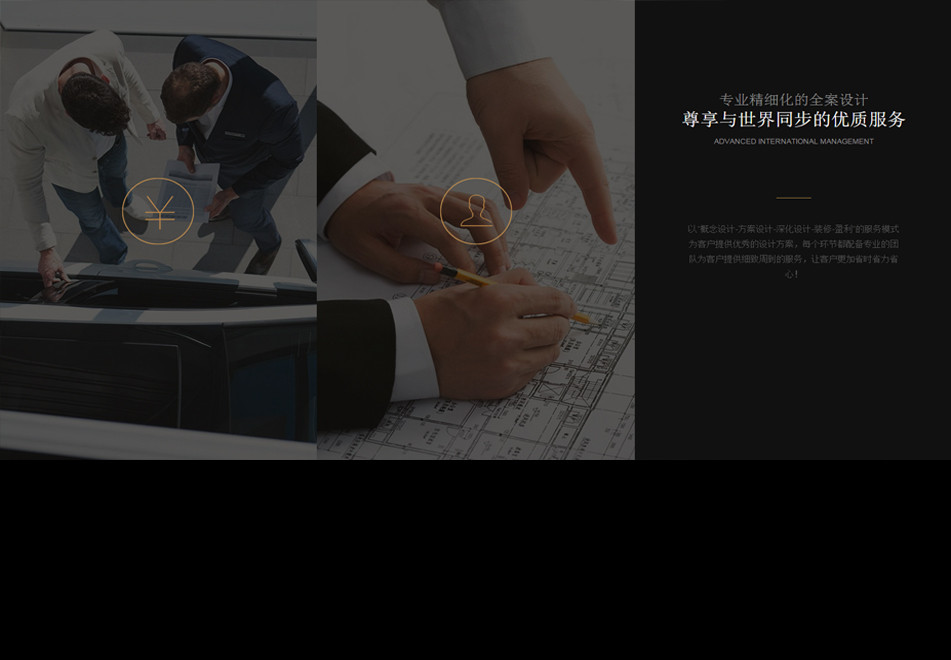 专业精细化的全案设计
尊享与世界同步的优质服务
ADVANCED INTERNATIONAL MANAGEMENT
以“概念设计-方案设计-深化设计-装修-盈利”的服务模式
为客户提供优秀的设计方案，每个环节都配备专业的团
队为客户提供细致周到的服务，让客户更加省时省力省
心！